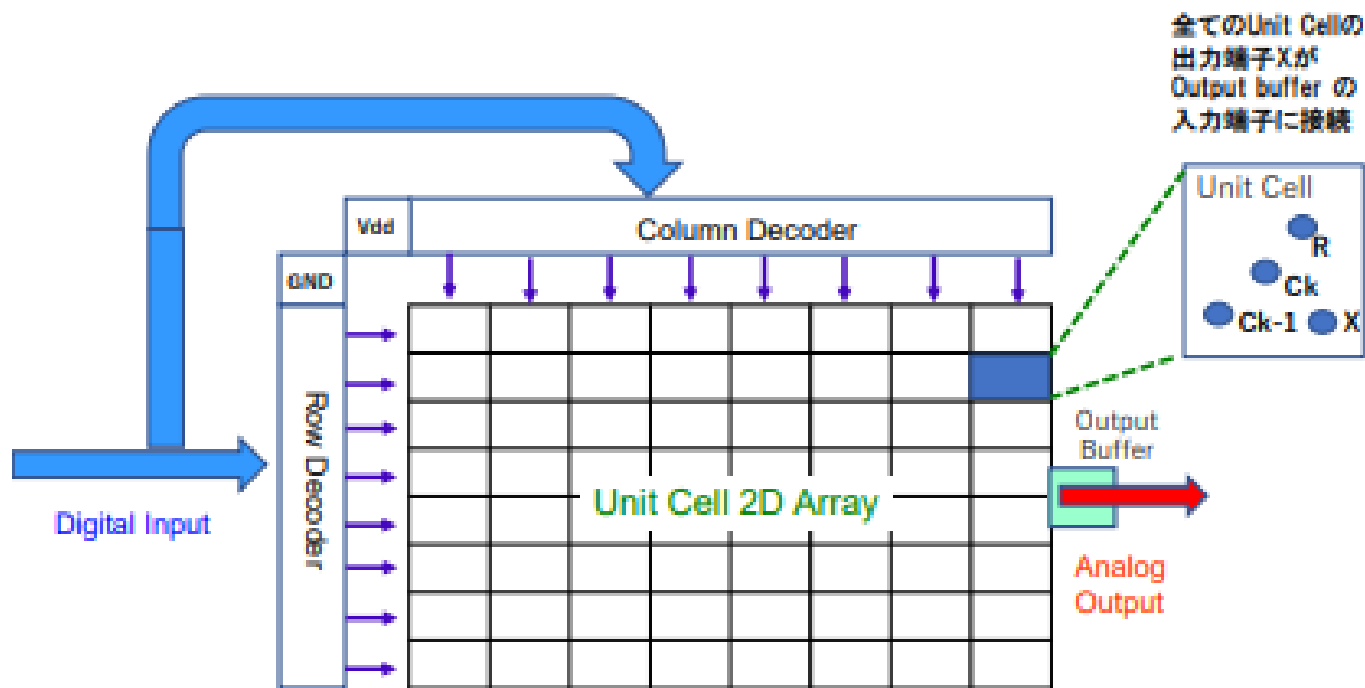 全てのUnit Cellの
出力端子Xが
Output buffer の
入力端子に接続
Unit Cell
R
Ck
Ck-1
X
Vdd
Column Decoder
GND
Row Decoder
Digital Input
Unit Cell 2D Array
Output
Buffer
Analog
Output